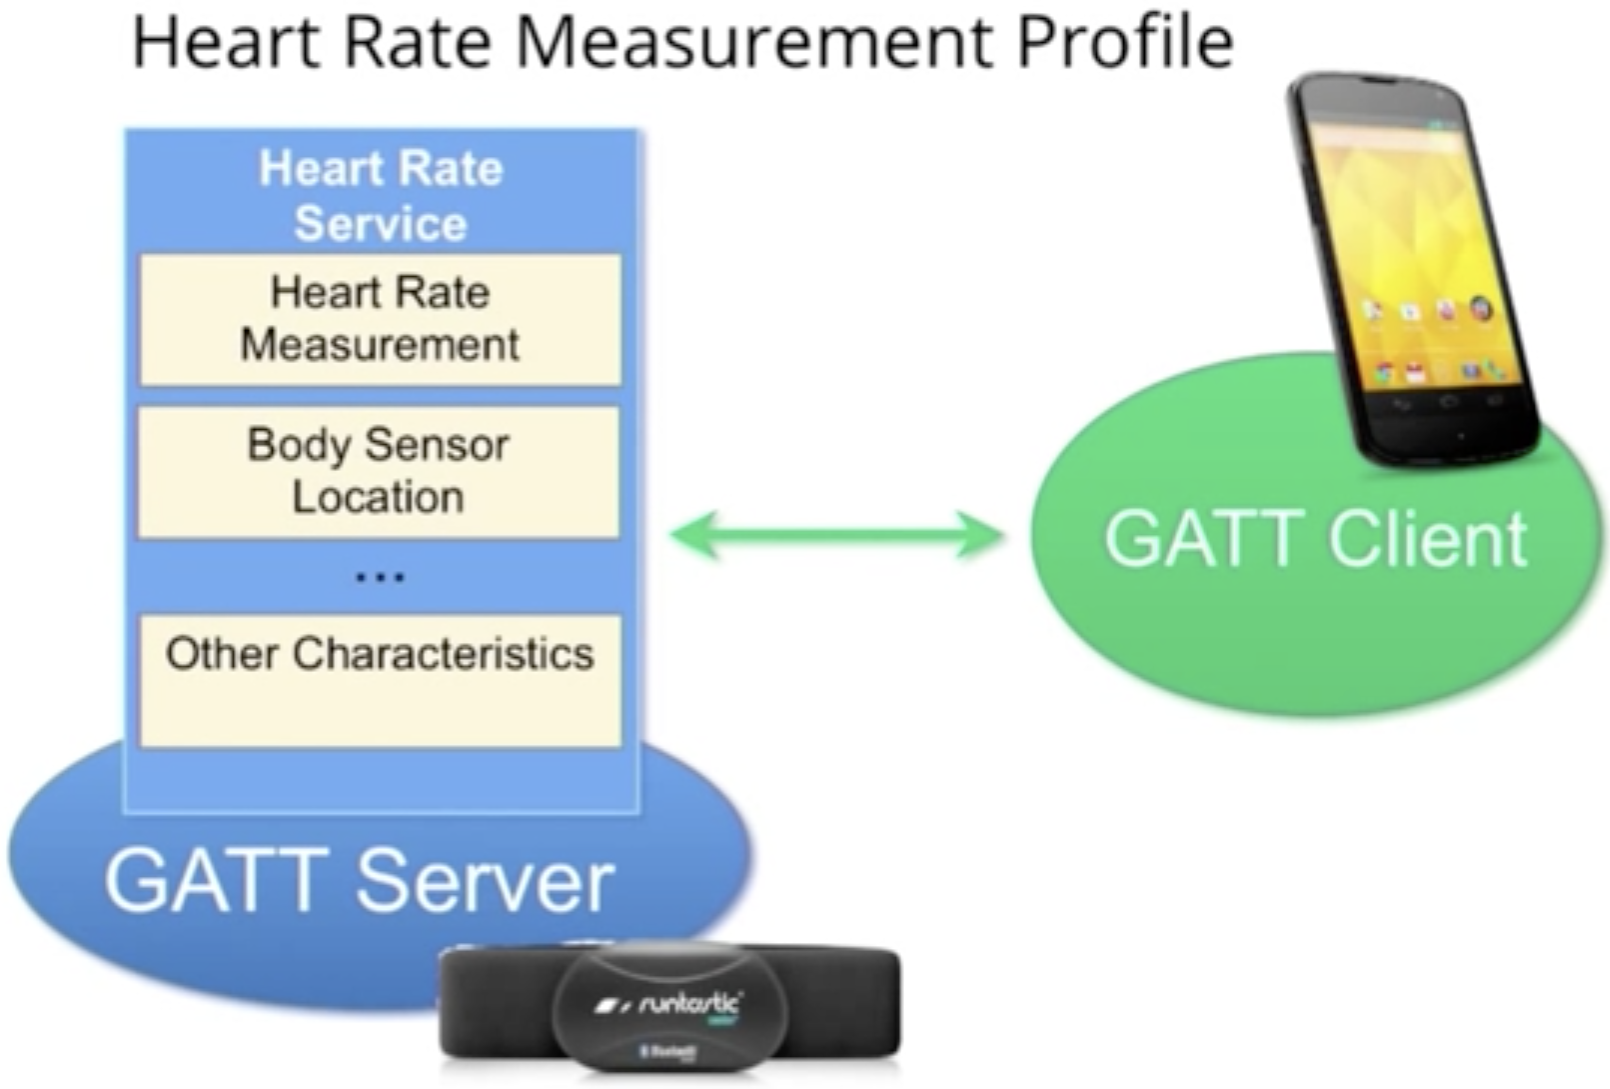 Heart Rate Measurement Profile
Heart Rate
Service
Heart Rate
Measurement
Body Sensor
Location
...
Other Characteristics
GATT Client
GATT Server
runtastic
Bluetooth